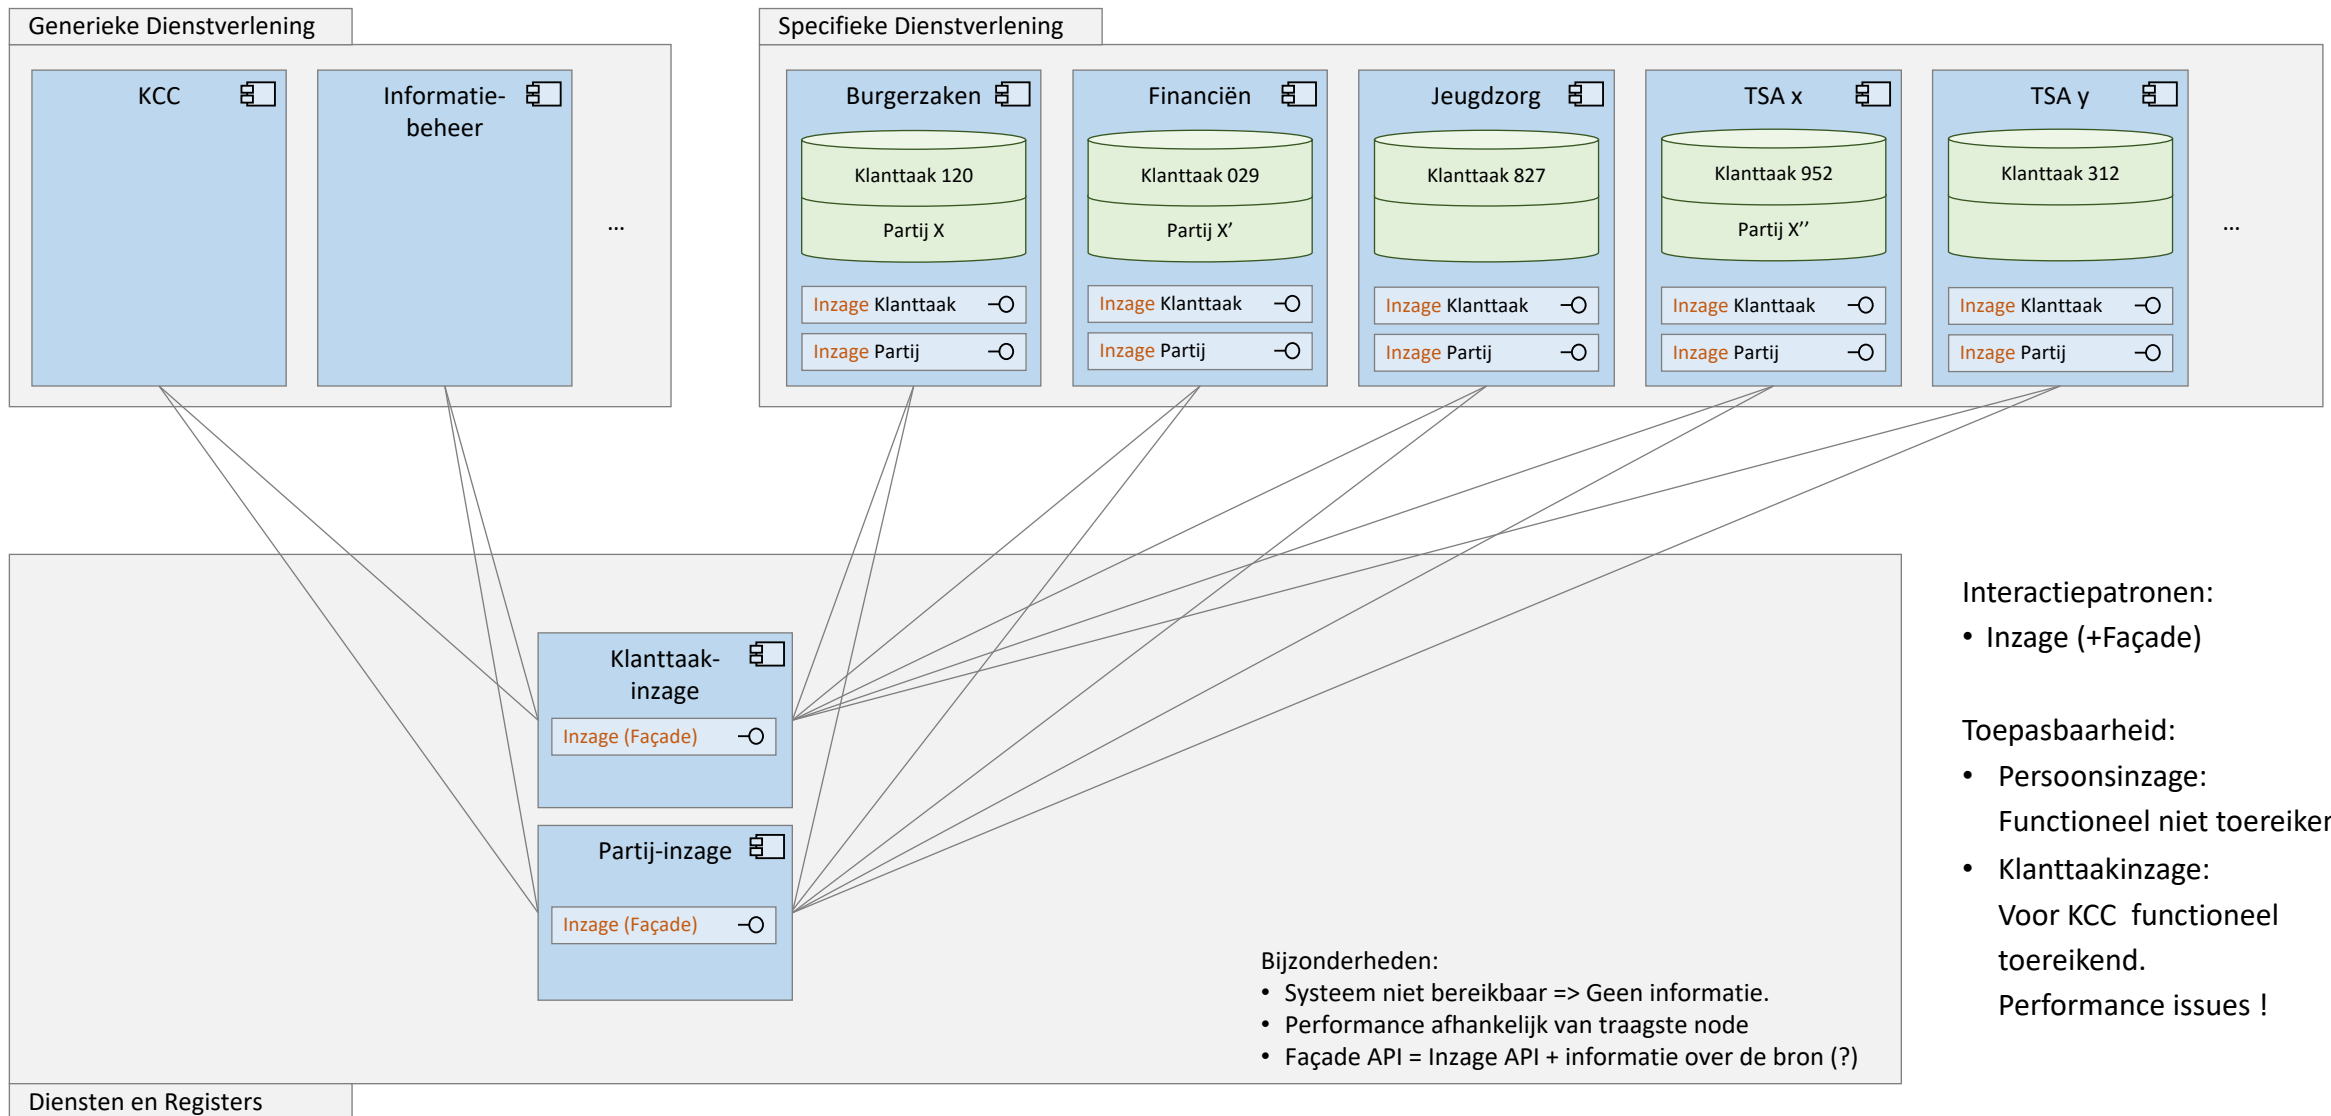 Generieke Dienstverlening
KCC
Informatie-
beheer
...
Specifieke Dienstverlening
Burgerzaken
Klanttaak 120
Partij X
Inzage Klanttaak
Inzage Partij
Financiën
Klanttaak 029
Partij X’
Inzage Klanttaak
Inzage Partij
Jeugdzorg
Klanttaak 827
Inzage Klanttaak
Inzage Partij
TSA x
Klanttaak 952
Partij X’’
Inzage Klanttaak
Inzage Partij
TSA y
Klanttaak 312
Inzage Klanttaak
Inzage Partij
...
Klanttaak-
inzage
Inzage (Façade)
Partij-inzage
Inzage (Façade)
Bijzonderheden:
• Systeem niet bereikbaar => Geen informatie.
• Performance afhankelijk van traagste node
• Façade API = Inzage API + informatie over de bron (?)
Diensten en Registers
Interactiepatronen:
• Inzage (+Façade)
Toepasbaarheid:
• Persoonsinzage:
Functioneel niet
• Klanttaakinzage:
Voor KCC functioneel
toereikend.
Performance issues !